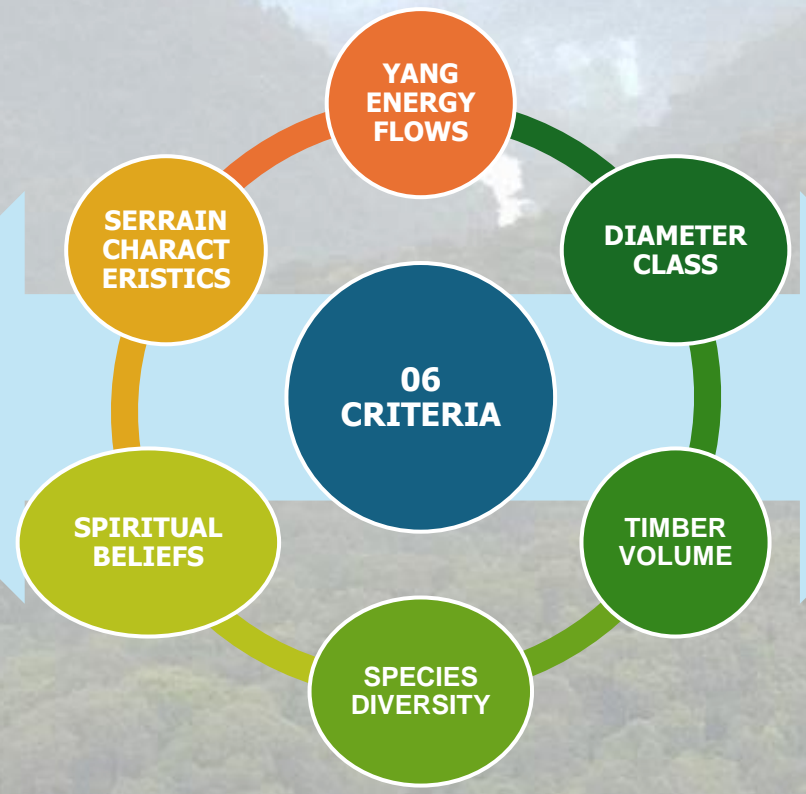 YANG
ENERGY
FLOWS
DIAMETER
CLASS
TIMBER
VOLUME
SPECIES
DIVERSITY
SPIRITUAL
BELIEFS
SERRAIN
CHARACT
ERISTICS
06
CRITERIA